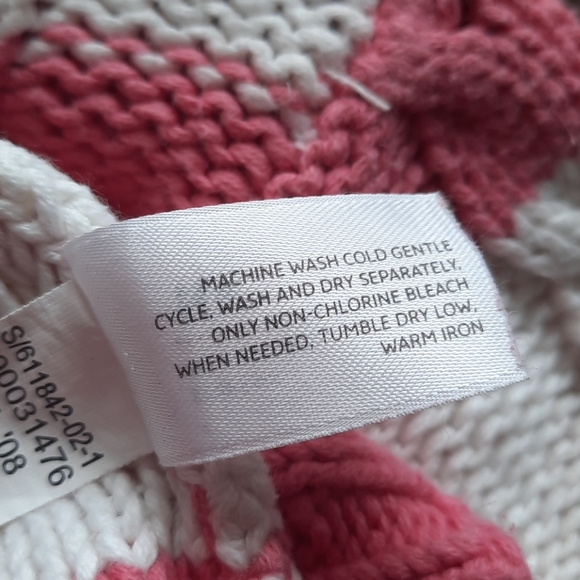 MACHINE WASH COLD GENTLE
CYCLE, WASH AND DRY SEPARATELY.
ONLY NON-CHLORINE BLEACH
WHEN NEEDED, TUMBLE DRY LOW,
WARM IRON
S/611842-02-1
00031476
'08